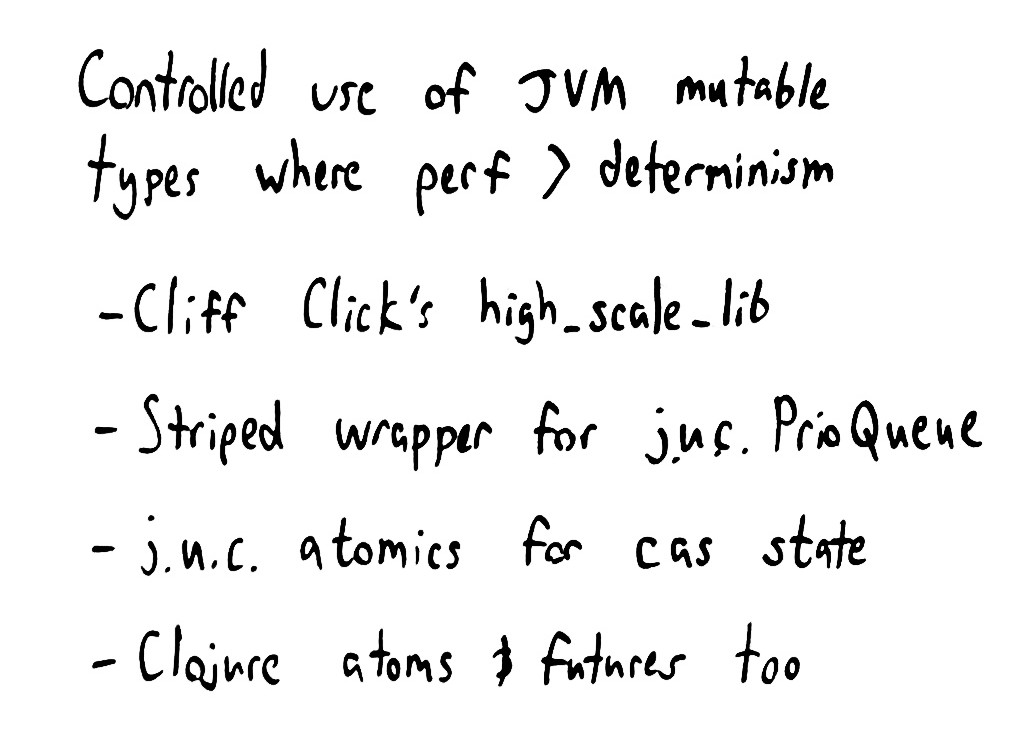 Controlled use of JVM mutable
types where perf > determinism
- Cliff Click's high_scale_lib
- Striped wrapper for j.u.c. PrioQueue
- j.u.c. atomics for cas state
- Clojure atoms & futures too